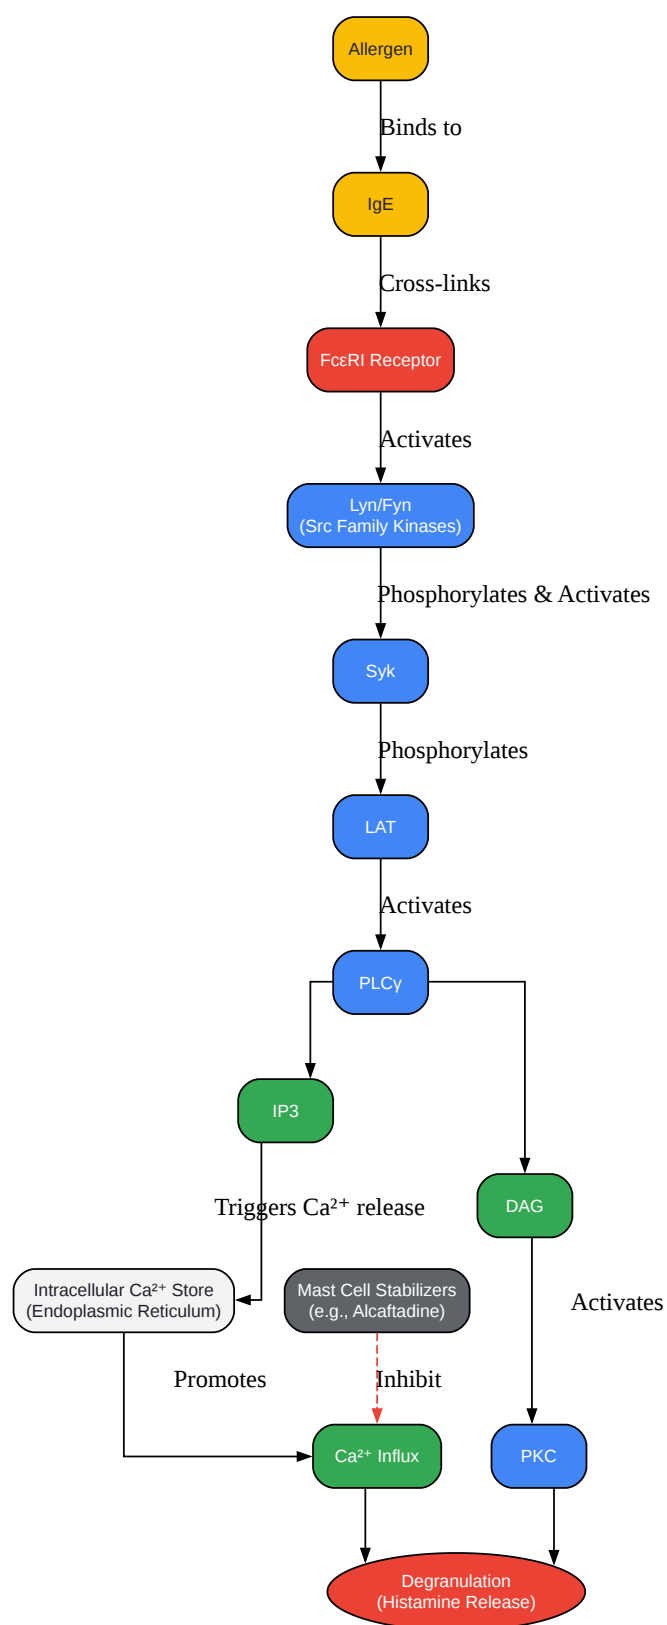 Allergen
Binds to
IgE
Cross-links
FcεRI Receptor
Activates
Lyn/Fyn
(Src Family Kinases)
Phosphorylates & Activates
Syk
Phosphorylates
LAT
Activates
PLCγ
IP3
Triggers Ca²⁺ release
DAG
Intracellular Ca²⁺ Store
(Endoplasmic Reticulum)
Mast Cell Stabilizers
(e.g., Alcaftadine)
Activates
Promotes
Inhibit
Ca²⁺ Influx
PKC
Degranulation
(Histamine Release)